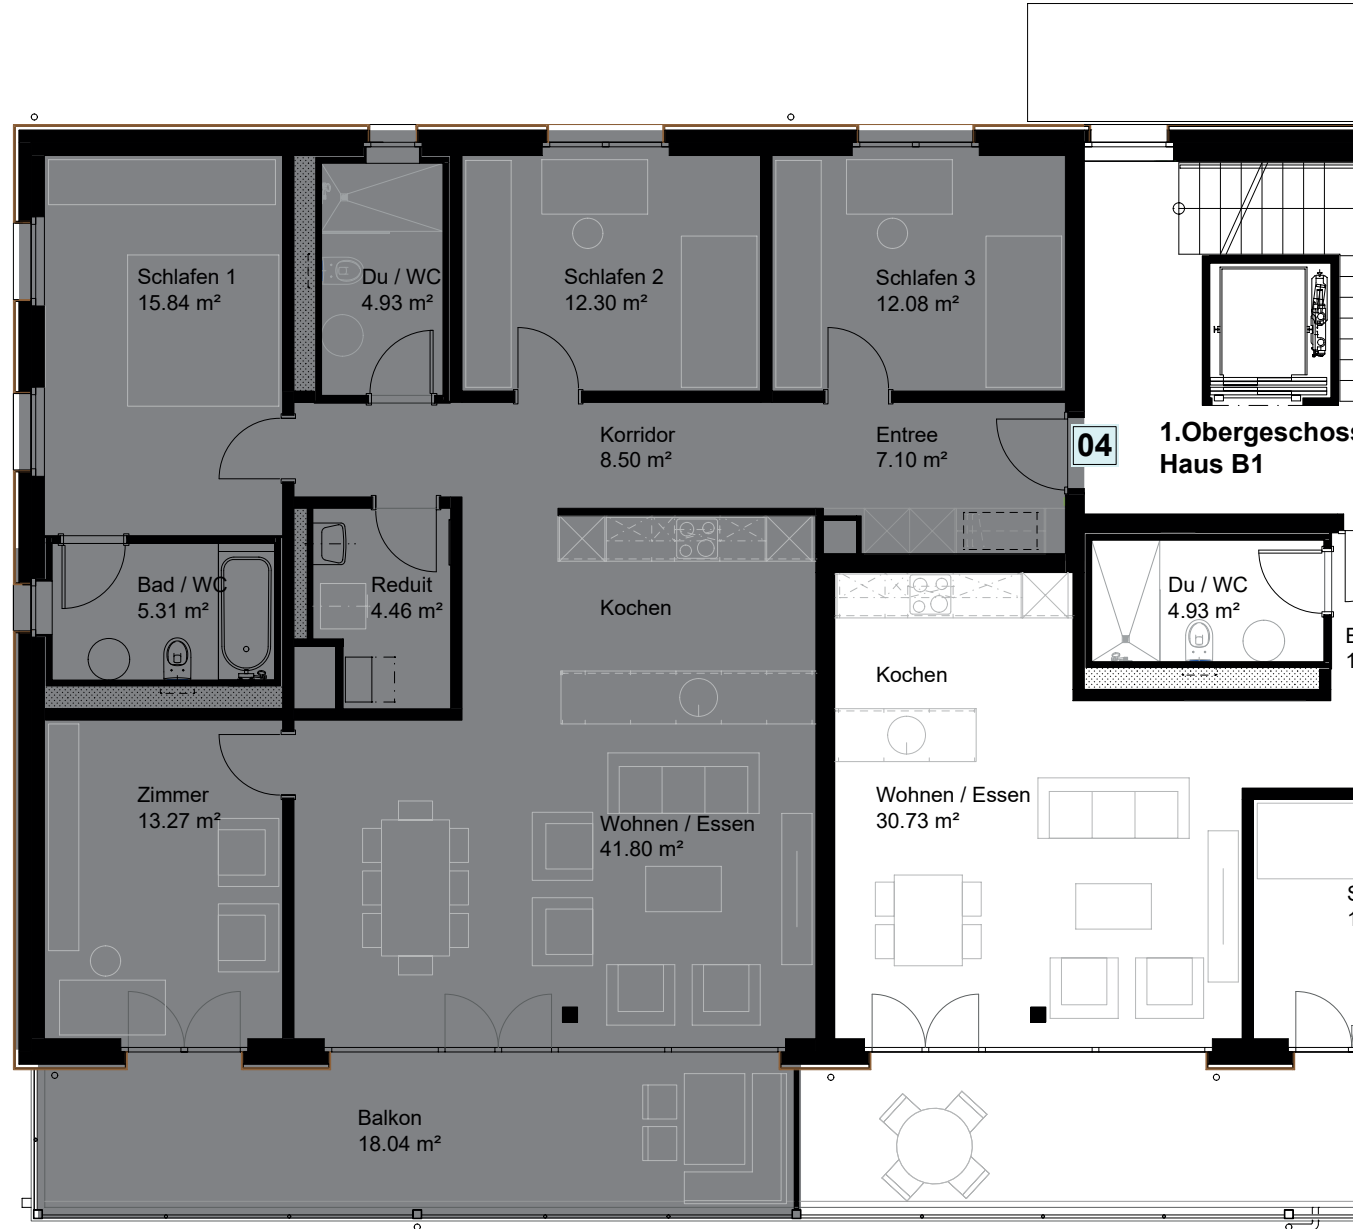 Schlafen 1
15.84 m²
Du / WC
4.93 m²
Schlafen 2
12.30 m²
Schlafen 3
12.08 m²
Korridor
8.50 m²
Entree
7.10 m²
04
1.Obergeschoss
Haus B1
Bad / WC
5.31 m²
Reduit
4.46 m²
Kochen
Du / WC
4.93 m²
Kochen
Zimmer
13.27 m²
Wohnen / Essen
41.80 m²
Wohnen / Essen
30.73 m²
Balkon
18.04 m²